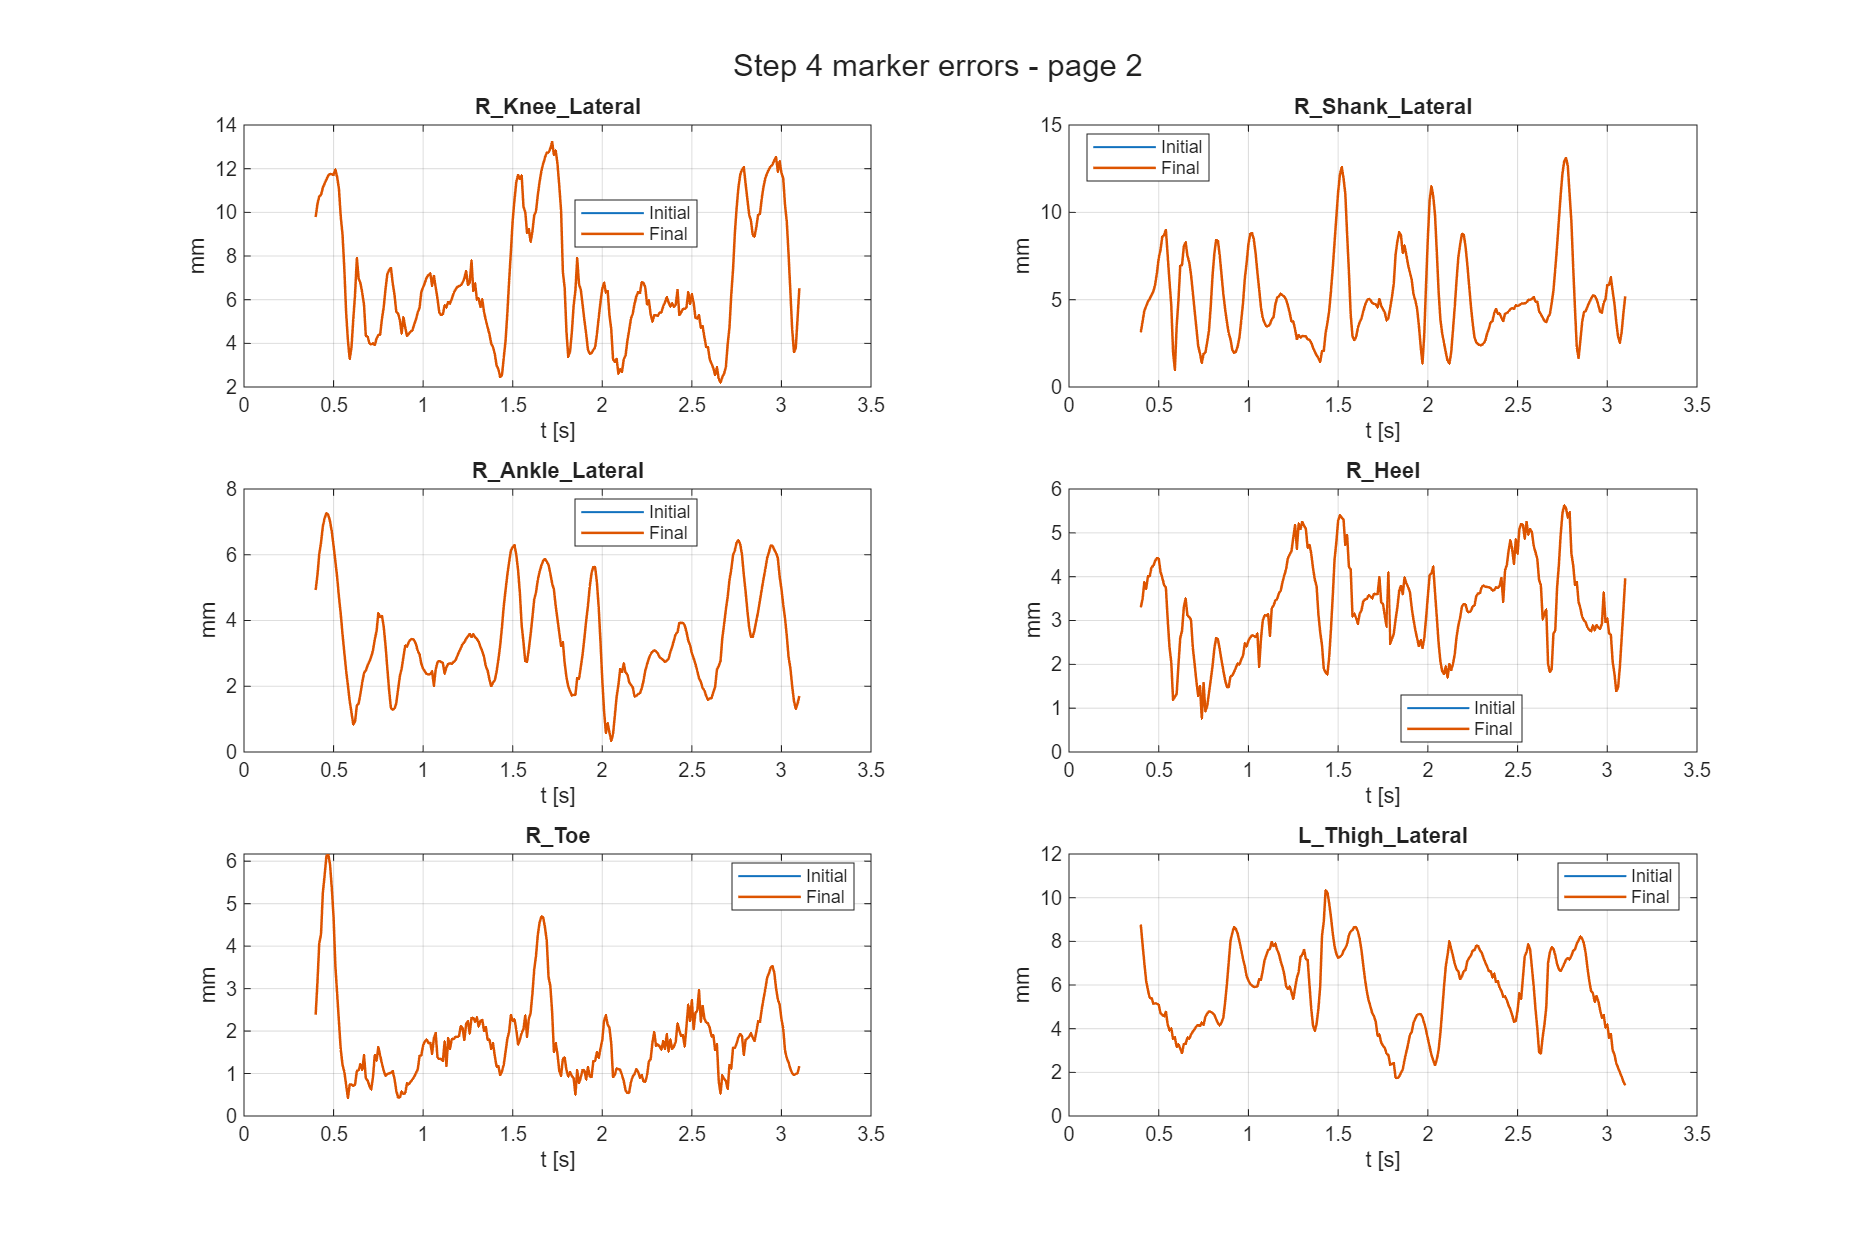 Step 4 marker errors - page 2
R_Knee_Lateral
14
12
10
8
6
4
2
mm
Initial
Final
0 0.5 1 1.5 2 2.5 3 3.5
t [s]
R_Shank_Lateral
15
10
5
0
mm
Initial
Final
0 0.5 1 1.5 2 2.5 3 3.5
t [s]
R_Ankle_Lateral
8
6
4
2
0
mm
Initial
Final
0 0.5 1 1.5 2 2.5 3 3.5
t [s]
R_Heel
6
5
4
3
2
1
0
mm
Initial
Final
0 0.5 1 1.5 2 2.5 3 3.5
t [s]
R_Toe
6
5
4
3
2
1
0
mm
Initial
Final
0 0.5 1 1.5 2 2.5 3 3.5
t [s]
L_Thigh_Lateral
12
10
8
6
4
2
0
mm
Initial
Final
0 0.5 1 1.5 2 2.5 3 3.5
t [s]